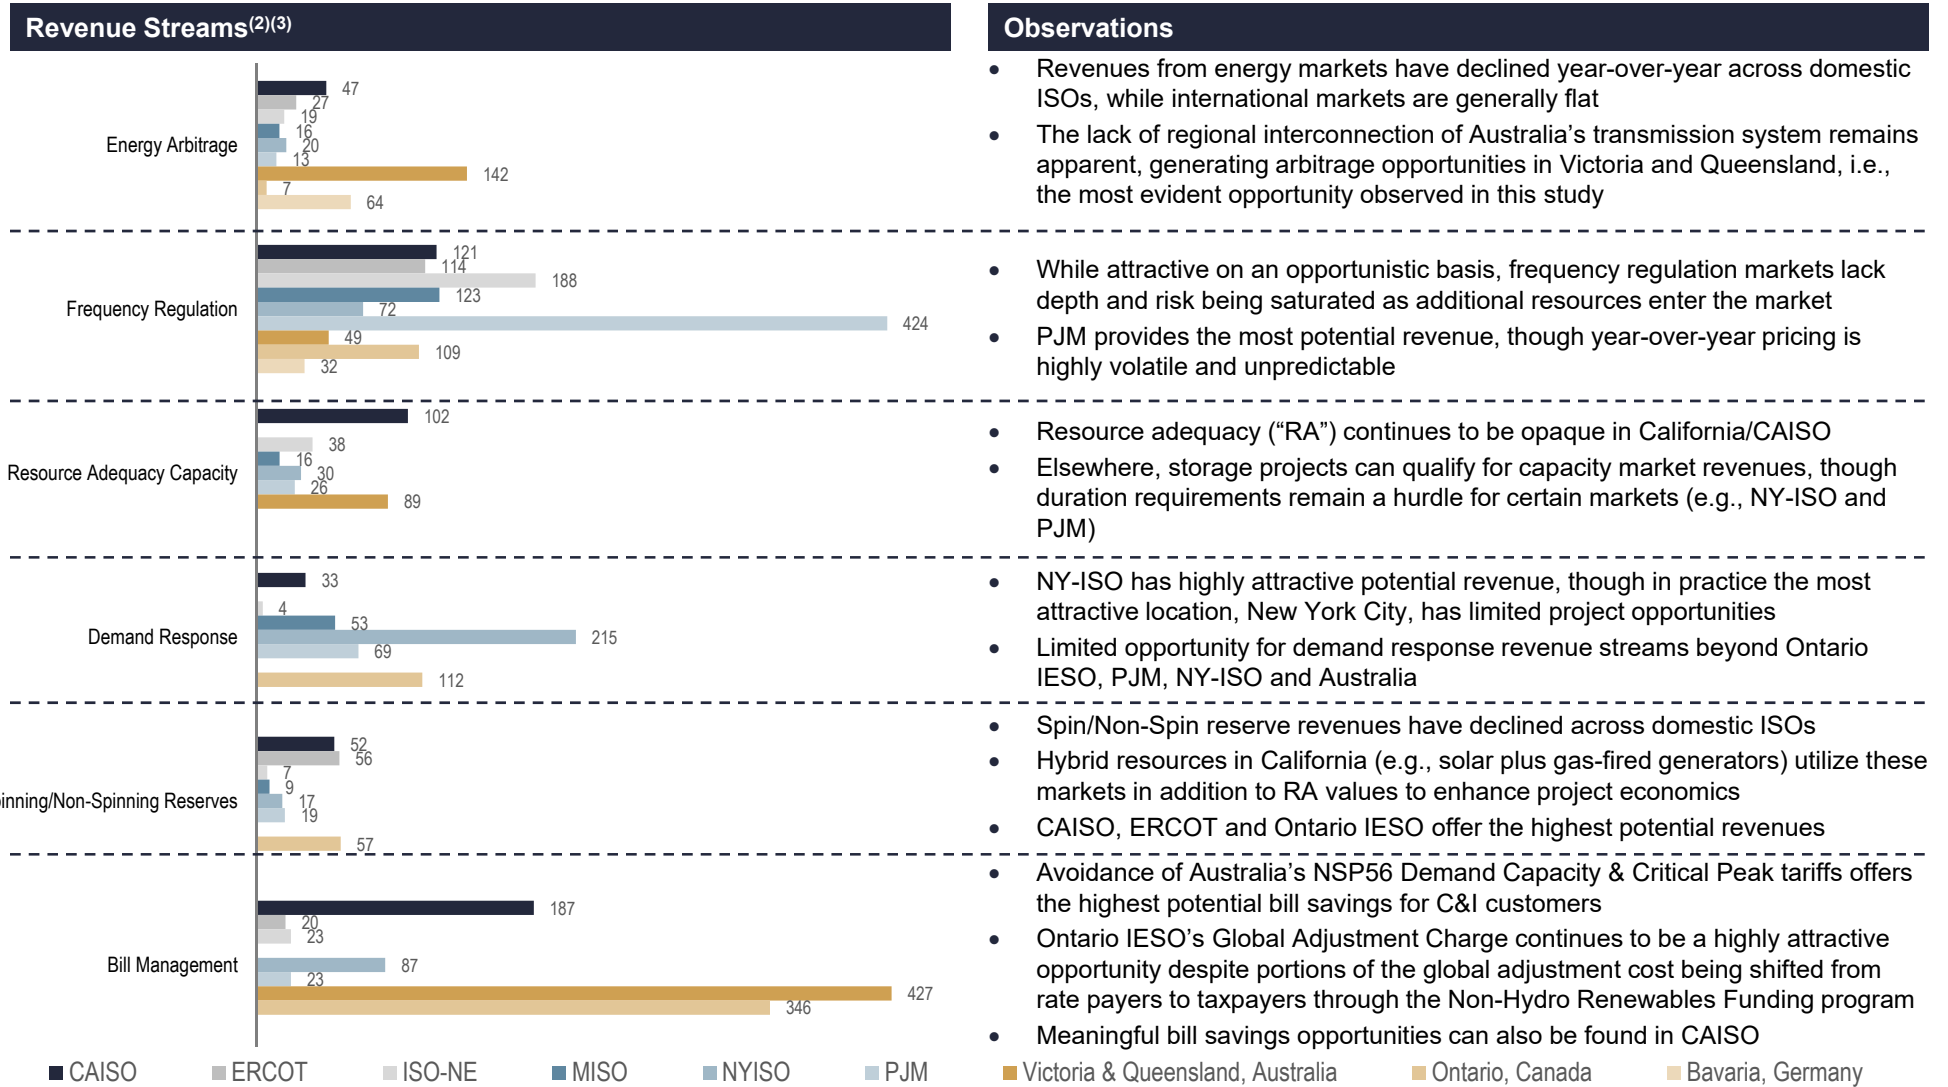 Revenue Streams(2)(3)
Energy Arbitrage
47
27
19
16
20
13
142
7
64
Frequency Regulation
121
114
188
123
72
424
49
109
32
Resource Adequacy Capacity
102
38
16
30
26
89
Demand Response
33
4
53
215
69
112
inning/Non-Spinning Reserves
52
56
7
9
17
19
57
Bill Management
187
20
23
87
23
427
346
Observations
• Revenues from energy markets have declined year-over-year across domestic
ISOs, while international markets are generally flat
• The lack of regional interconnection of Australia’s transmission system remains
apparent, generating arbitrage opportunities in Victoria and Queensland, i.e.,
the most evident opportunity observed in this study
• While attractive on an opportunistic basis, frequency regulation markets lack
depth and risk being saturated as additional resources enter the market
• PJM provides the most potential revenue, though year-over-year pricing is
highly volatile and unpredictable
• Resource adequacy (“RA”) continues to be opaque in California/CAISO
• Elsewhere, storage projects can qualify for capacity market revenues, though
duration requirements remain a hurdle for certain markets (e.g., NY-ISO and
PJM)
• NY-ISO has highly attractive potential revenue, though in practice the most
attractive location, New York City, has limited project opportunities
• Limited opportunity for demand response revenue streams beyond Ontario
IESO, PJM, NY-ISO and Australia
• Spin/Non-Spin reserve revenues have declined across domestic ISOs
• Hybrid resources in California (e.g., solar plus gas-fired generators) utilize these
markets in addition to RA values to enhance project economics
• CAISO, ERCOT and Ontario IESO offer the highest potential revenues
• Avoidance of Australia’s NSP56 Demand Capacity & Critical Peak tariffs offers
the highest potential bill savings for C&I customers
• Ontario IESO’s Global Adjustment Charge continues to be a highly attractive
opportunity despite portions of the global adjustment cost being shifted from
rate payers to taxpayers through the Non-Hydro Renewables Funding program
• Meaningful bill savings opportunities can also be found in CAISO
CAISO ERCOT ISO-NE MISO NYISO PJM Victoria & Queensland, Australia Ontario, Canada Bavaria, Germany